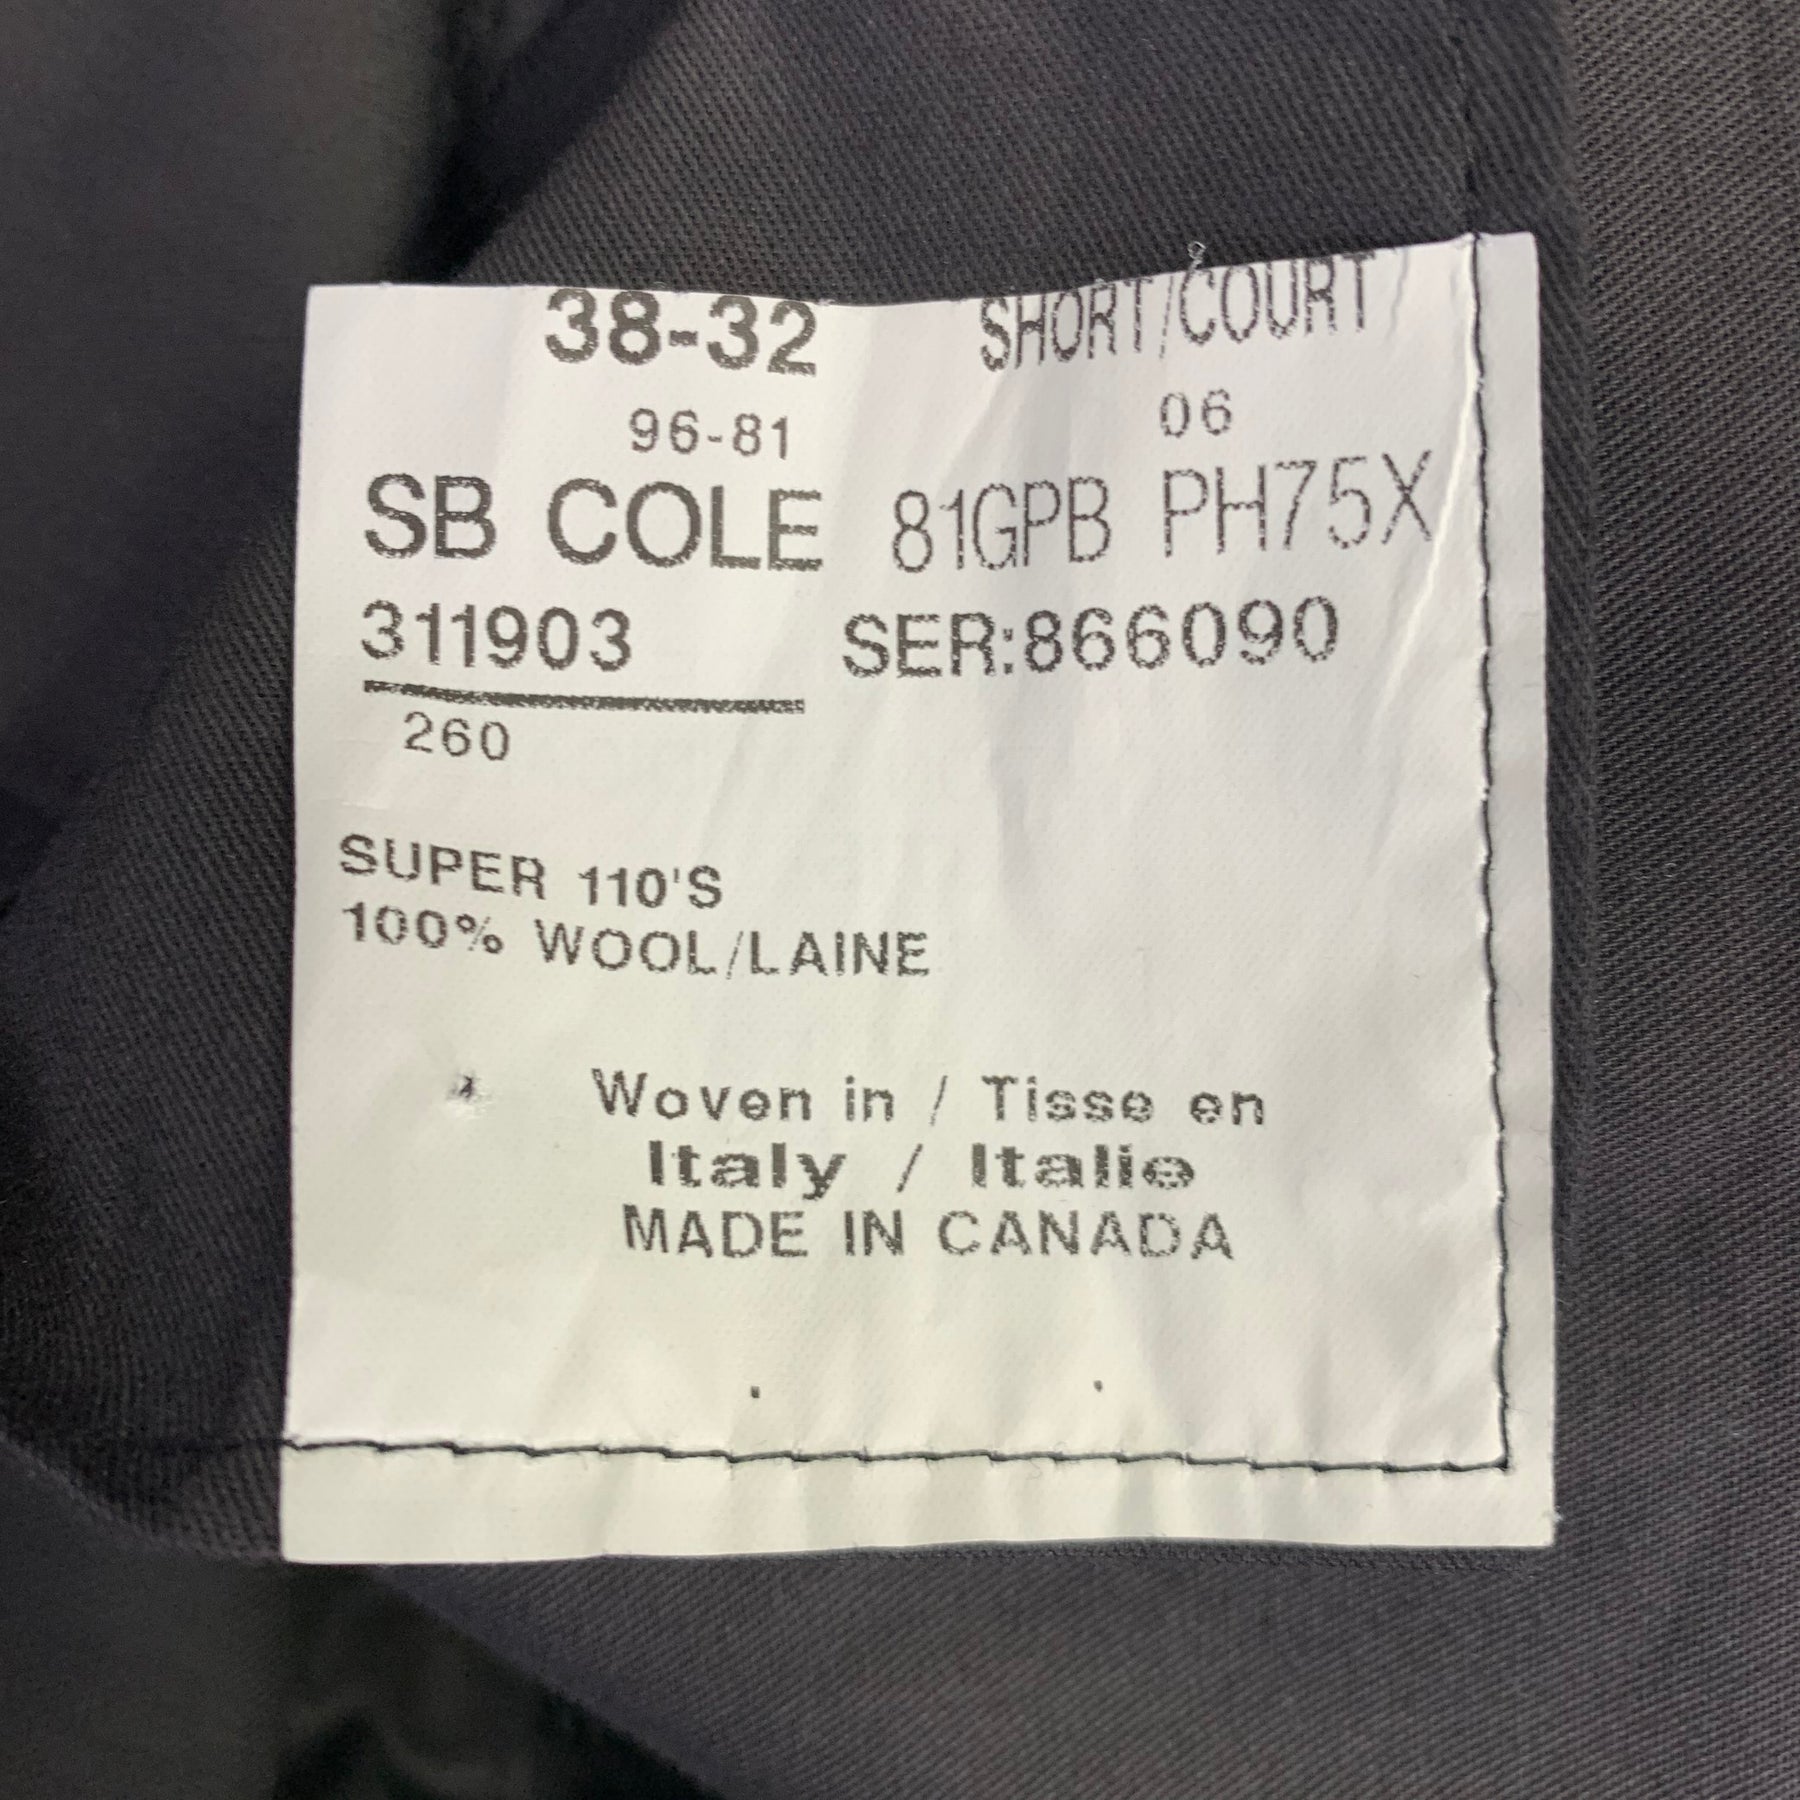 38-32 SHORT/COURT
96-81 06
SB COLE 81GPB PH75X
311903 SER:866090
260
SUPER 110'S
100% WOOL/LAINE
Woven in / Tisse en
Italy / Italie
MADE IN CANADA